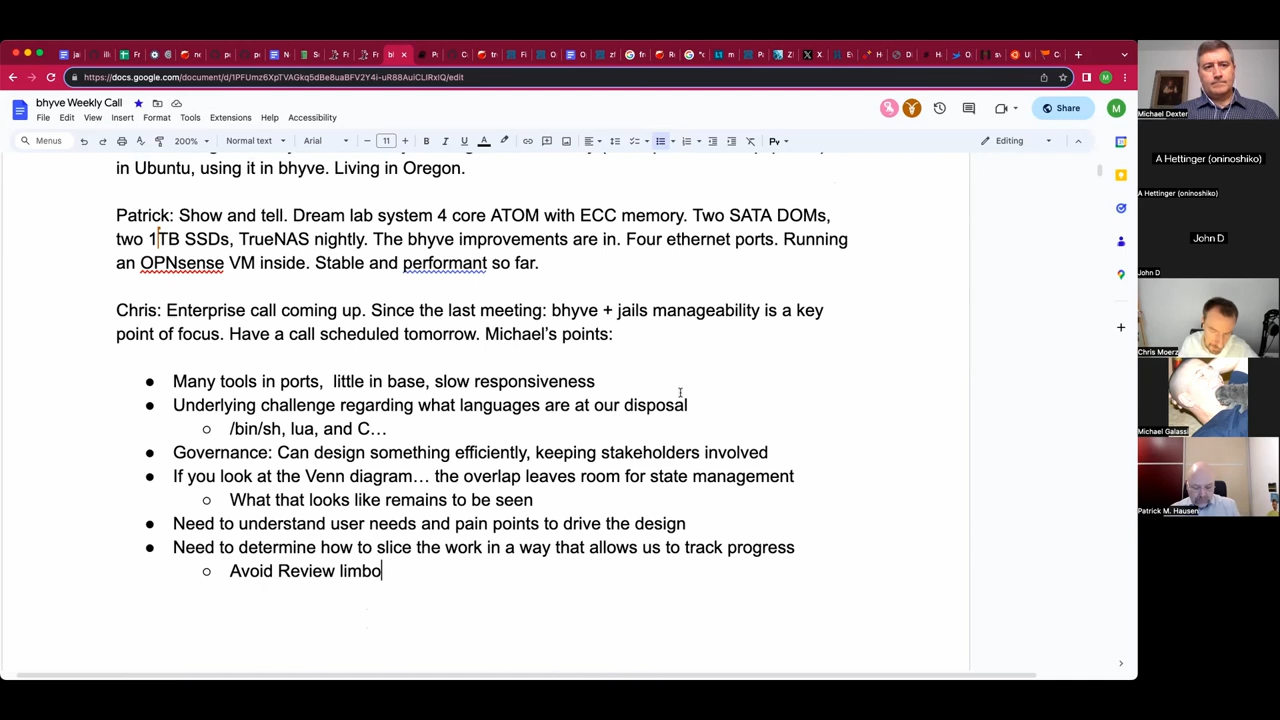 https://docs.google.com/document/d/1PFUmz6XpTVAGkq5dBe8uaBFV2Y4i-uR88AulCLIRxIQ/edit
bhyve Weekly Call
File Edit View Insert Format Tools Extensions Help Accessibility
Share
M
Menus
200%
Normal text
Arial
11
Editing
in Ubuntu, using it in bhyve. Living in Oregon.
Patrick: Show and tell. Dream lab system 4 core ATOM with ECC memory. Two SATA DOMs,
two 1TB SSDs, TrueNAS nightly. The bhyve improvements are in. Four ethernet ports. Running
an OPNsense VM inside. Stable and performant so far.
Chris: Enterprise call coming up. Since the last meeting: bhyve + jails manageability is a key
point of focus. Have a call scheduled tomorrow. Michael's points:
● Many tools in ports,  little in base, slow responsiveness
● Underlying challenge regarding what languages are at our disposal
○ /bin/sh, lua, and C…
● Governance: Can design something efficiently, keeping stakeholders involved
● If you look at the Venn diagram… the overlap leaves room for state management
○ What that looks like remains to be seen
● Need to understand user needs and pain points to drive the design
● Need to determine how to slice the work in a way that allows us to track progress
○ Avoid Review limbo
Michael Dexter
A Hettinger (oninoshiko)
A Hettinger (oninoshiko)
John D
John D
Chris Moerz
Michael Galassi
Patrick M. Hausen